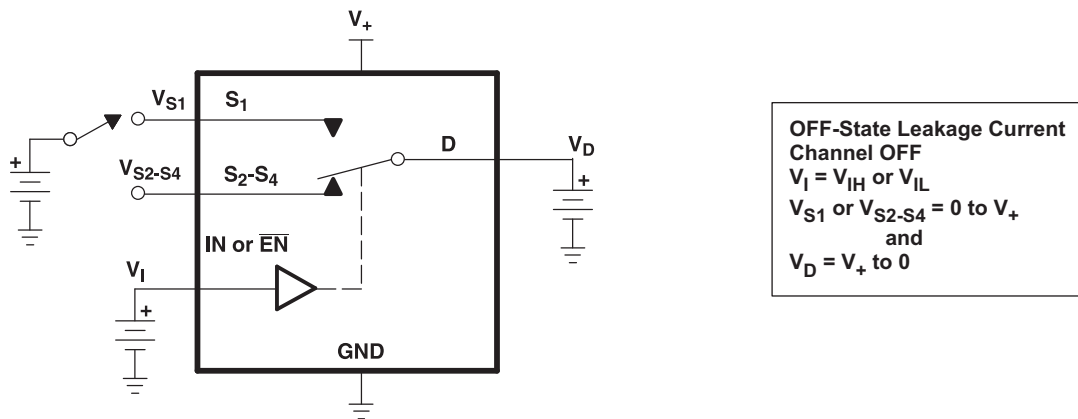 V+
VS1
S1
+
VS2-S4
S2-S4
D
VD
+
IN or E̅N̅
VI
+
GND
OFF-State Leakage Current
Channel OFF
VI = VIH or VIL
VS1 or VS2-S4 = 0 to V+
and
VD = V+ to 0